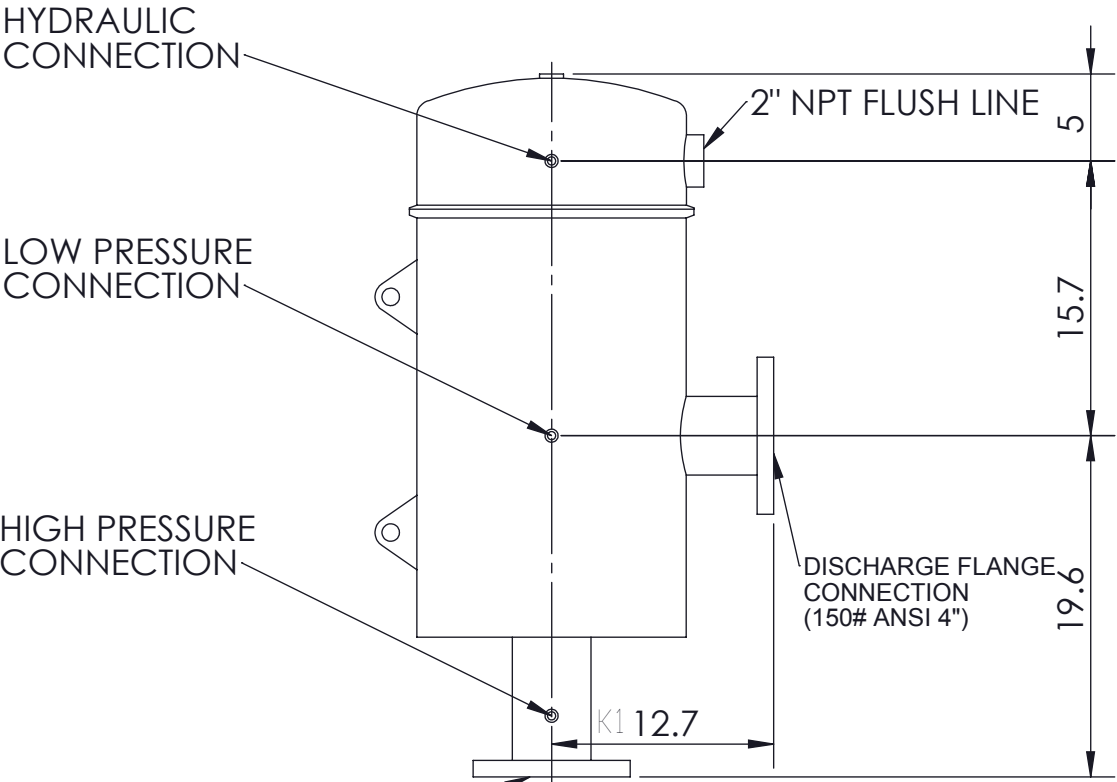 HYDRAULIC
CONNECTION
2" NPT FLUSH LINE
5
LOW PRESSURE
CONNECTION
15.7
HIGH PRESSURE
CONNECTION
DISCHARGE FLANGE
CONNECTION
(150# ANSI 4")
19.6
K1 12.7